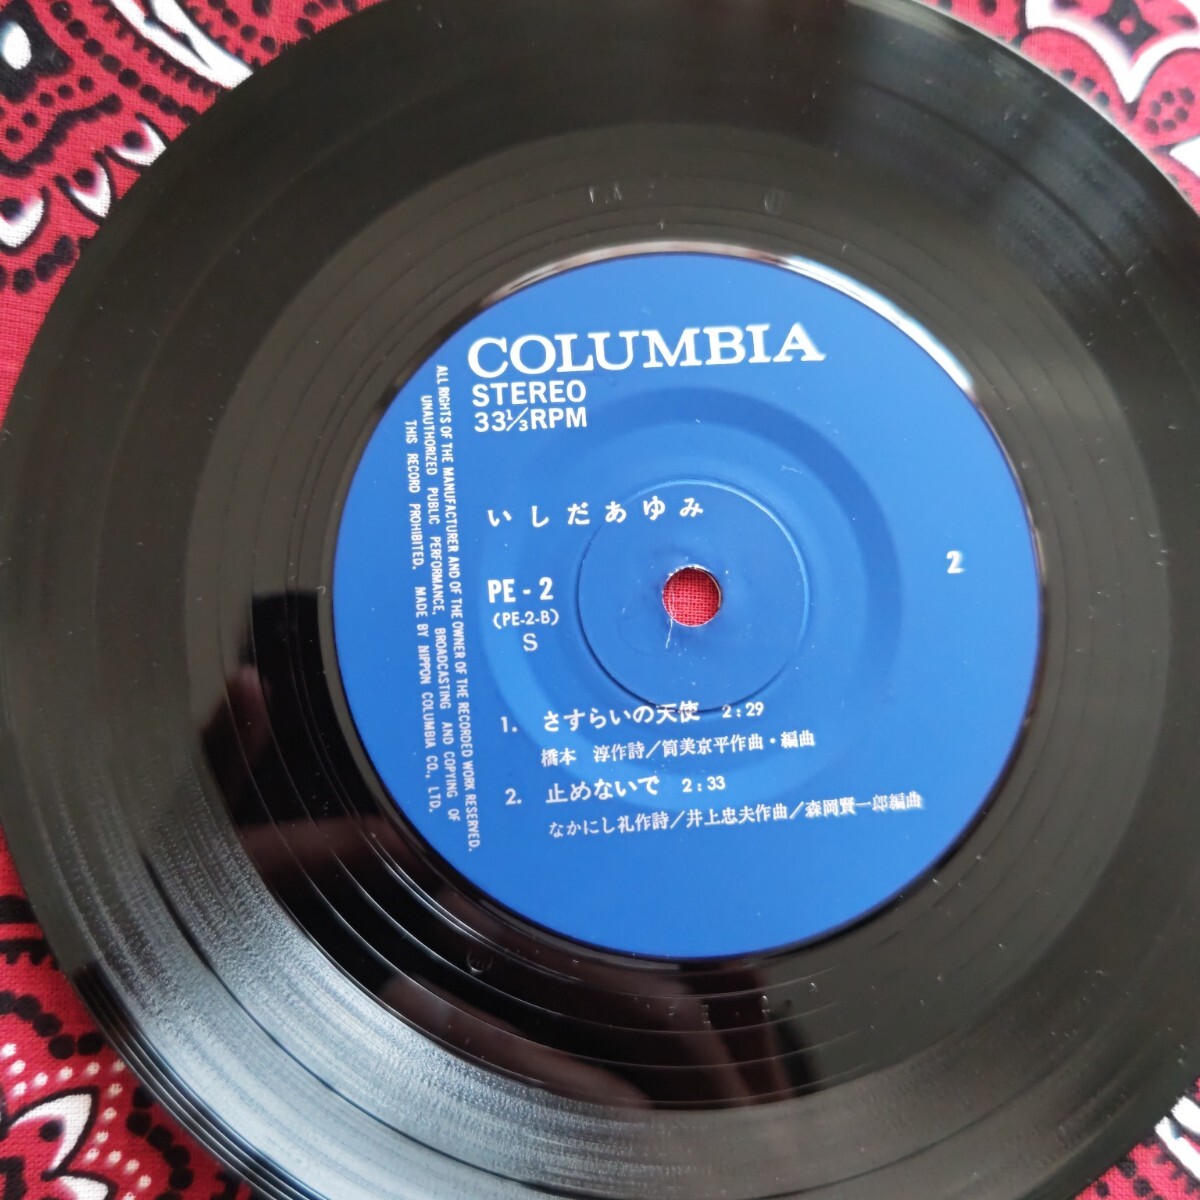 COLUMBIA
STEREO
33⅓RPM
いしだあゆみ
PE-2
(PE-2-B)
S
2
1. さすらいの天使 2:29
橋本 淳作詩/筒美京平作曲・編曲
2. 止めないで 2:33
なかにし礼作詩/井上忠夫作曲/森岡賢一郎編曲
ALL RIGHTS OF THE MANUFACTURER AND OF THE OWNER OF THE RECORDED WORK RESERVED.
UNAUTHORIZED PUBLIC PERFORMANCE, BROADCASTING AND COPYING OF
THIS RECORD PROHIBITED. MADE BY NIPPON COLUMBIA CO., LTD.